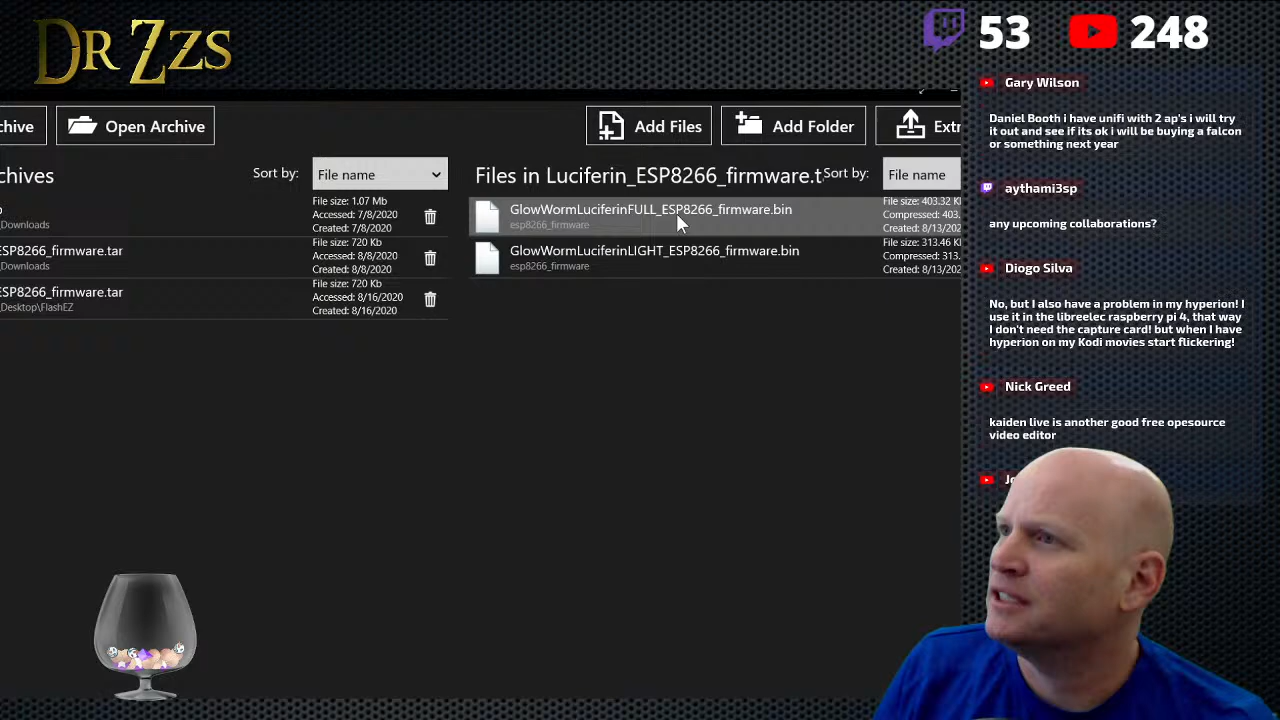 DR ZZS
53
248
chive
Open Archive
Add Files
Add Folder
Extr
chives
Sort by:
File name
Files in Luciferin_ESP8266_firmware.t
Sort by:
File name
Downloads
File size: 1.07 Mb
Accessed: 7/8/2020
Created: 7/8/2020
ESP8266_firmware.tar
Downloads
File size: 720 Kb
Accessed: 8/8/2020
Created: 8/8/2020
ESP8266_firmware.tar
Desktop\FlashEZ
File size: 720 Kb
Accessed: 8/16/2020
Created: 8/16/2020
GlowWormLuciferinFULL_ESP8266_firmware.bin
esp8266_firmware
File size: 403.32 K
Compressed: 403.
Created: 8/13/202
GlowWormLuciferinLIGHT_ESP8266_firmware.bin
esp8266_firmware
File size: 313.46 K
Compressed: 313.
Created: 8/13/202
Gary Wilson
Daniel Booth i have unifi with 2 ap's i will try
it out and see if its ok i will be buying a falcon
or something next year
aythami3sp
any upcoming collaborations?
Diogo Silva
No, but I also have a problem in my hyperion! I
use it in the libreelec raspberry pi 4, that way
I don't need the capture card! but when I have
hyperion on my Kodi movies start flickering!
Nick Greed
kaiden live is another good free opesource
video editor